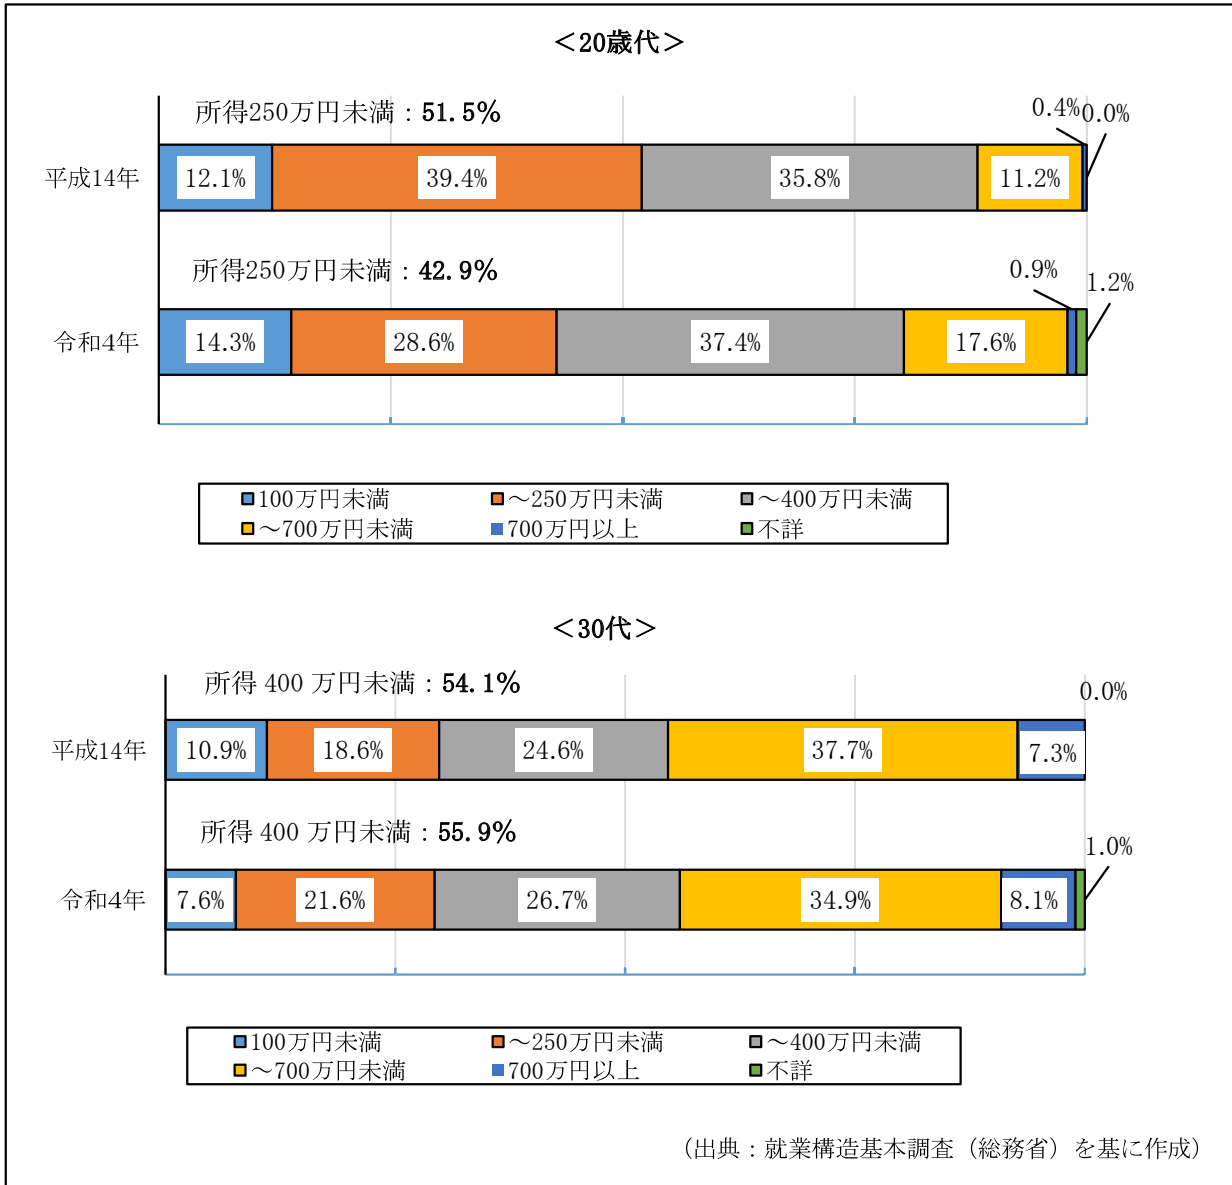 ＜20歳代＞
所得250万円未満：51.5%
0.4%
0.0%
平成14年
12.1%
39.4%
35.8%
11.2%
所得250万円未満：42.9%
0.9%
1.2%
令和4年
14.3%
28.6%
37.4%
17.6%
100万円未満 ～250万円未満 ～400万円未満
～700万円未満 700万円以上 不詳
＜30代＞
所得 400 万円未満：54.1%
0.0%
平成14年
10.9%
18.6%
24.6%
37.7%
7.3%
所得 400 万円未満：55.9%
1.0%
令和4年
7.6%
21.6%
26.7%
34.9%
8.1%
100万円未満 ～250万円未満 ～400万円未満
～700万円未満 700万円以上 不詳
（出典：就業構造基本調査（総務省）を基に作成）